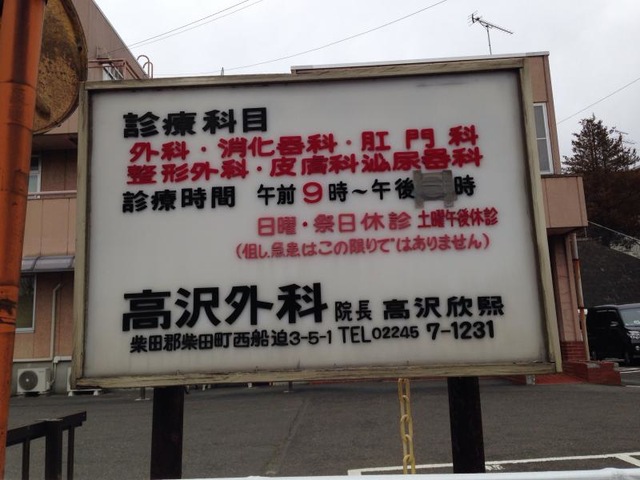 診療科目
外科・消化器科・肛門科
整形外科・皮膚科泌尿器科
診療時間 午前9時～午後 時
日曜・祭日休診 土曜午後休診
(但し、急患はこの限りではありません)
高沢外科 院長 高沢欣熙
柴田郡柴田町西船迫3-5-1 TEL02245 7-1231